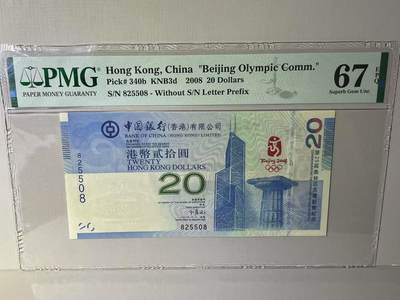 PMG
PAPER MONEY GUARANTY
Hong Kong, China "Beijing Olympic Comm."
Pick# 340b KNB3d 2008 20 Dollars
S/N 825508 - Without S/N Letter Prefix
67 EPQ
Superb Gem Unc
中國銀行(香港)有限公司
BANK OF CHINA (HONG KONG) LIMITED
港幣貳拾圓
TWENTY
HONG KONG DOLLARS
20
20
Beijing 2008
825508
825508